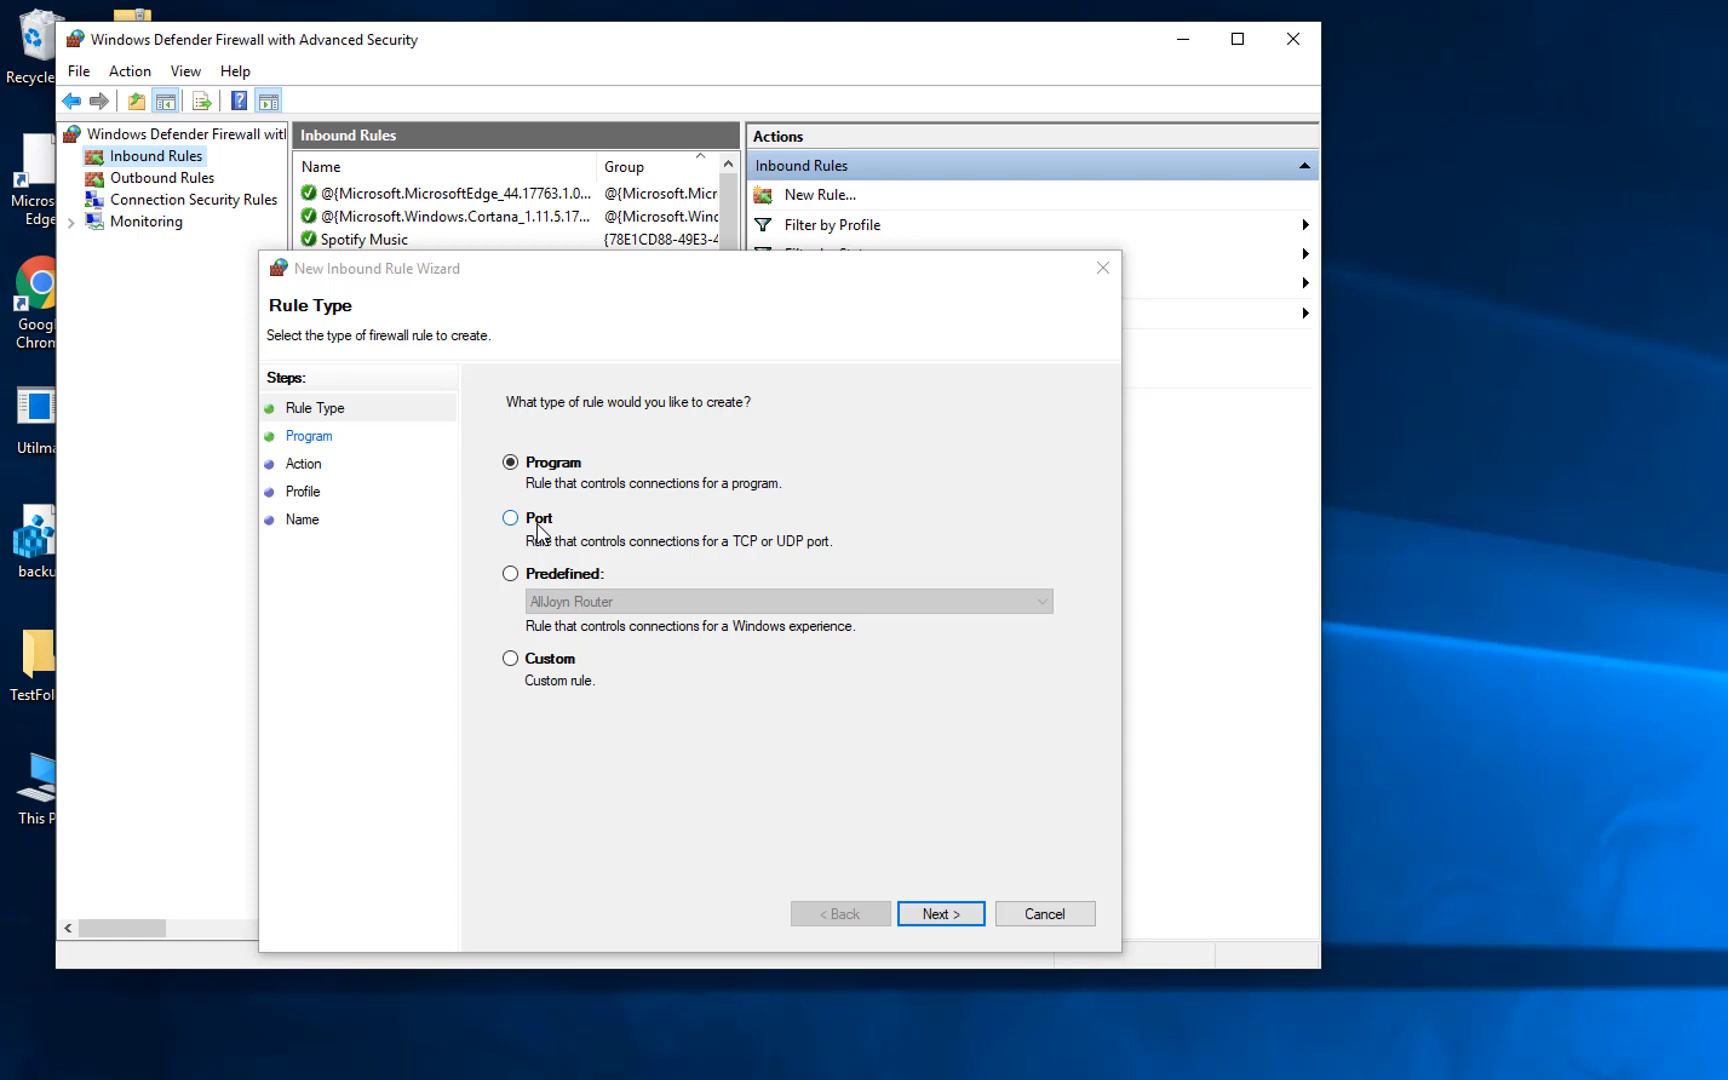 Recycle
Micros
Edge
Goog
Chron
Utilma
backu
TestFol
This P
Windows Defender Firewall with Advanced Security
File Action View Help
Windows Defender Firewall with
Inbound Rules
Outbound Rules
Connection Security Rules
Monitoring
Inbound Rules
Name Group
@{Microsoft.MicrosoftEdge_44.17763.1.0... @{Microsoft.Micr
@{Microsoft.Windows.Cortana_1.11.5.17... @{Microsoft.Winc
Spotify Music {78E1CD88-49E3-4
Actions
Inbound Rules
New Rule...
Filter by Profile
New Inbound Rule Wizard
Rule Type
Select the type of firewall rule to create.
Steps:
Rule Type
Program
Action
Profile
Name
What type of rule would you like to create?
Program
Rule that controls connections for a program.
Port
Rule that controls connections for a TCP or UDP port.
Predefined:
AllJoyn Router
Rule that controls connections for a Windows experience.
Custom
Custom rule.
< Back Next > Cancel